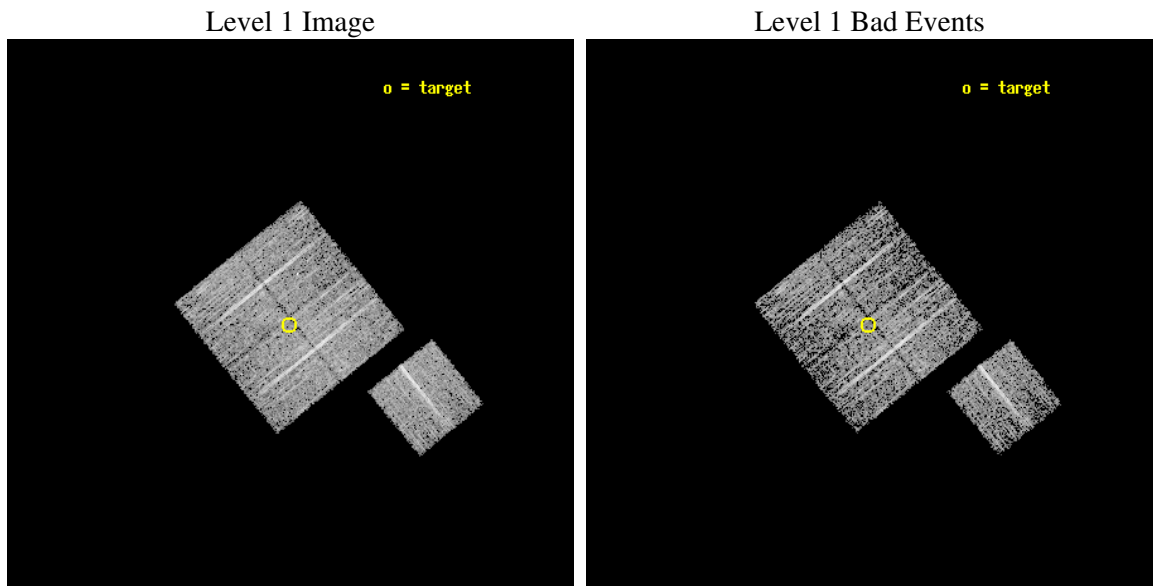 Level 1 Image
Level 1 Bad Events
o = target
o = target